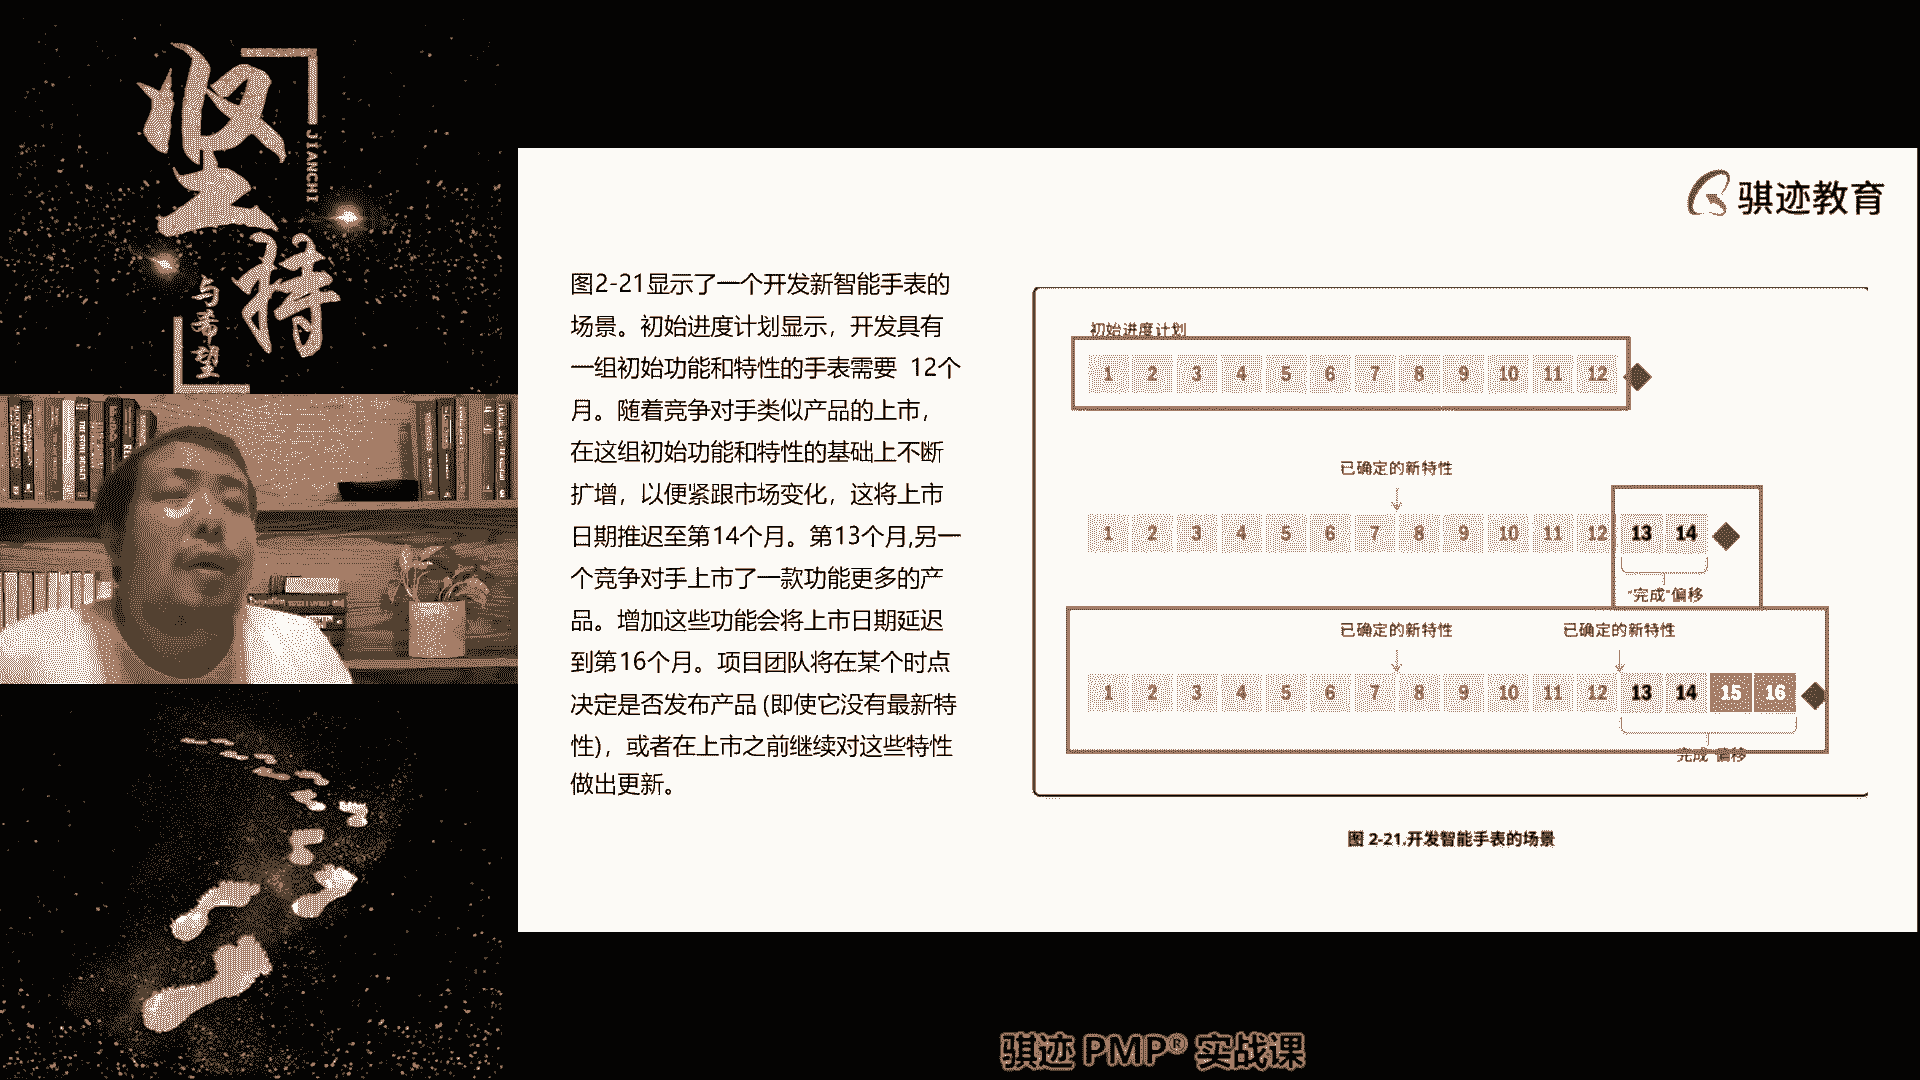 坚持
JIANCHI
与希望
骐迹教育
图2-21显示了一个开发新智能手表的
场景。初始进度计划显示，开发具有
一组初始功能和特性的手表需要 12个
月。随着竞争对手类似产品的上市，
在这组初始功能和特性的基础上不断
扩增，以便紧跟市场变化，这将上市
日期推迟至第14个月。第13个月,另一
个竞争对手上市了一款功能更多的产
品。增加这些功能会将上市日期延迟
到第16个月。项目团队将在某个时点
决定是否发布产品 (即使它没有最新特
性)，或者在上市之前继续对这些特性
做出更新。
初始进度计划
1 2 3 4 5 6 7 8 9 10 11 12
已确定的新特性
1 2 3 4 5 6 7 8 9 10 11 12 13 14
“完成”偏移
已确定的新特性 已确定的新特性
1 2 3 4 5 6 7 8 9 10 11 12 13 14 15 16
“完成”偏移
图 2-21.开发智能手表的场景
骐迹 PMP® 实战课